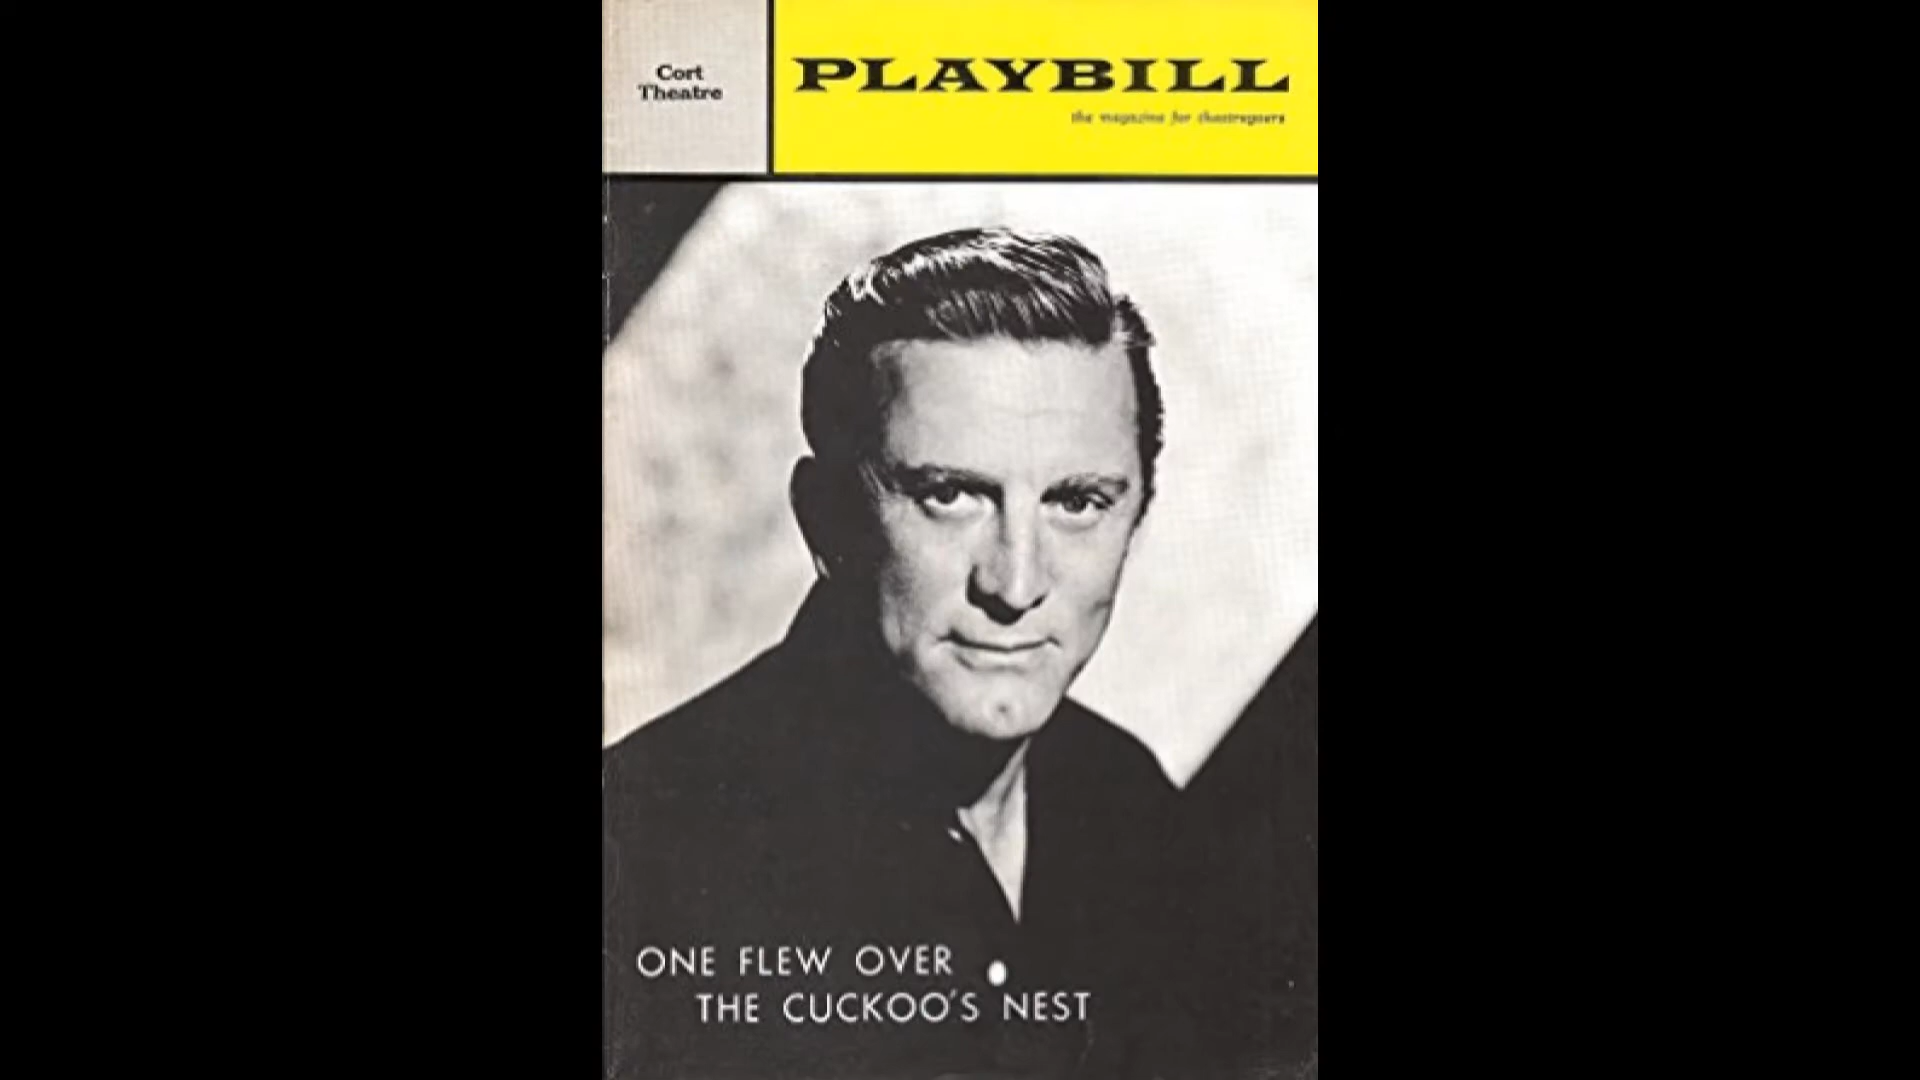 Cort
Theatre
PLAYBILL
the magazine for theatregoers
ONE FLEW OVER
THE CUCKOO'S NEST